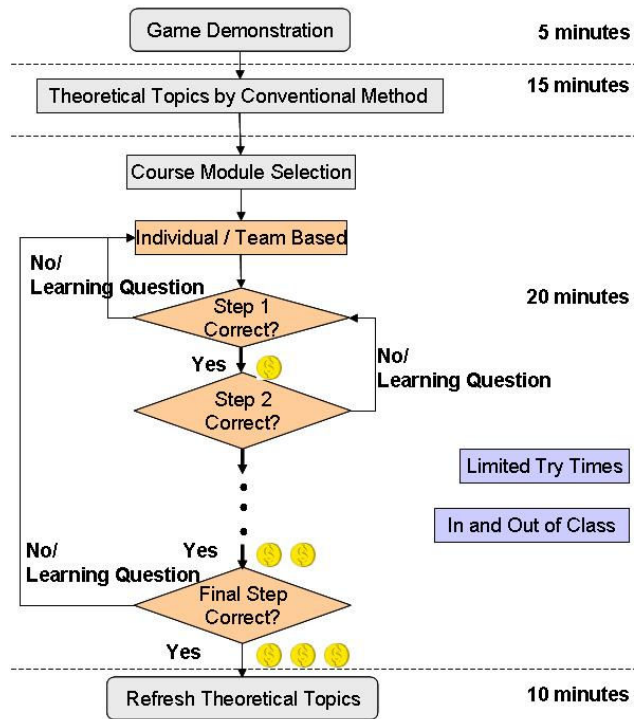 Game Demonstration
5 minutes
15 minutes
Theoretical Topics by Conventional Method
Course Module Selection
Individual / Team Based
No/
Learning Question
20 minutes
Step 1
Correct?
No/
Learning Question
Yes
$
Step 2
Correct?
Limited Try Times
In and Out of Class
No/
Learning Question
Yes
$ $
Final Step
Correct?
Yes
$ $ $
Refresh Theoretical Topics
10 minutes